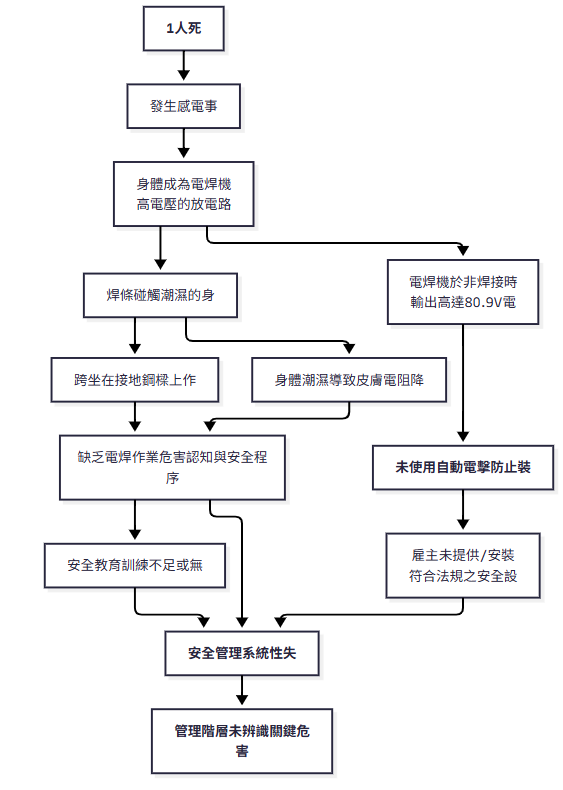 1人死
發生感電事
身體成為電焊機
高電壓的放電路
焊條碰觸潮濕的身
電焊機於非焊接時
輸出高達80.9V電
跨坐在接地鋼樑上作
身體潮濕導致皮膚電阻降
缺乏電焊作業危害認知與安全程
序
未使用自動電擊防止裝
安全教育訓練不足或無
雇主未提供/安裝
符合法規之安全設
安全管理系統性失
管理階層未辨識關鍵危
害